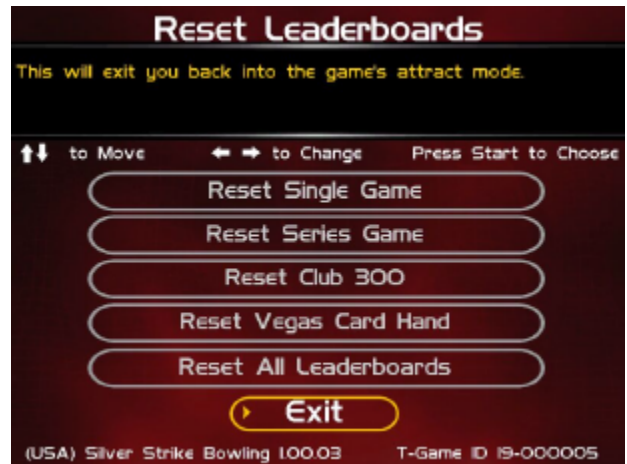 Reset Leaderboards
This will exit you back into the game's attract mode.
to Move to Change Press Start to Choose
Reset Single Game
Reset Series Game
Reset Club 300
Reset Vegas Card Hand
Reset All Leaderboards
Exit
(USA) Silver Strike Bowling 1.00.03 T-Game ID 19-000005